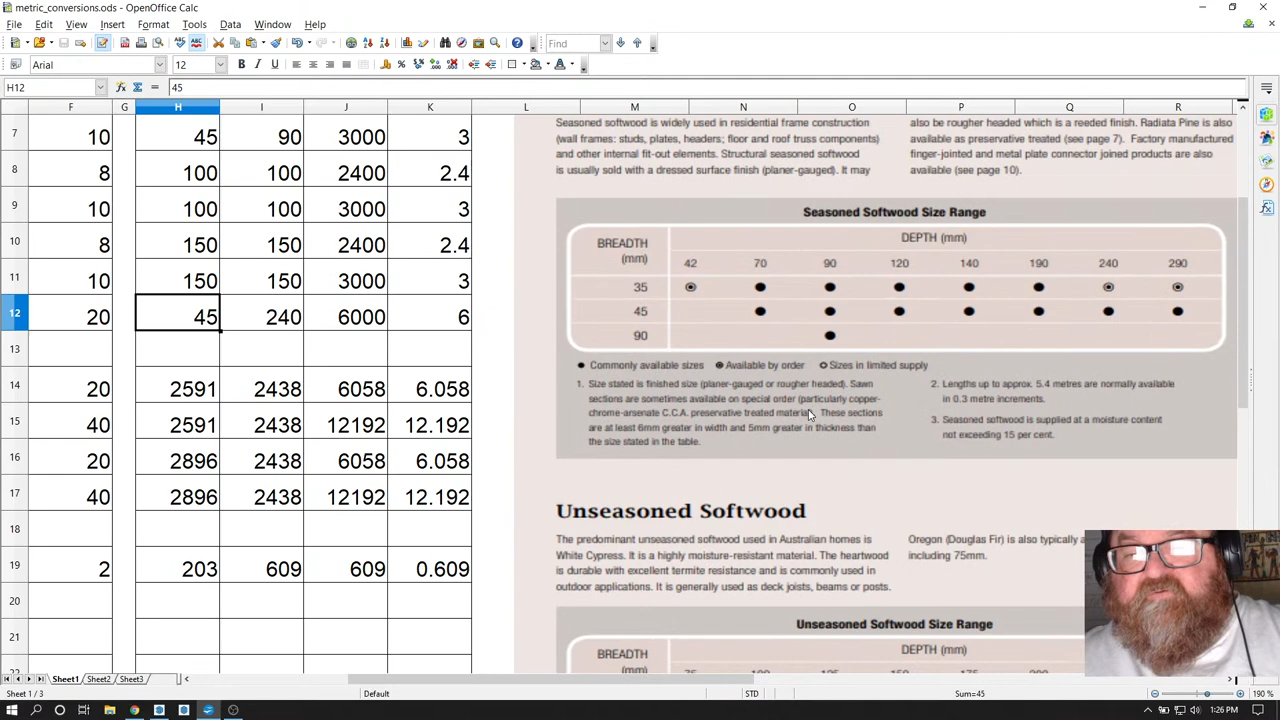 metric_conversions.ods - OpenOffice Calc
File Edit View Insert Format Tools Data Window Help
Find
Arial 12
H12 45
F G H I J K L M N O P Q R
7 10 45 90 3000 3
8 8 100 100 2400 2.4
9 10 100 100 3000 3
10 8 150 150 2400 2.4
11 10 150 150 3000 3
12 20 45 240 6000 6
13
14 20 2591 2438 6058 6.058
15 40 2591 2438 12192 12.192
16 20 2896 2438 6058 6.058
17 40 2896 2438 12192 12.192
18
19 2 203 609 609 0.609
20
21
22
Seasoned softwood is widely used in residential frame construction
(wall frames: studs, plates, headers; floor and roof truss components)
and other internal fit-out elements. Structural seasoned softwood
is usually sold with a dressed surface finish (planer-gauged). It may
also be rougher headed which is a reeded finish. Radiata Pine is also
available as preservative treated (see page 7). Factory manufactured
finger-jointed and metal plate connector joined products are also
available (see page 10).
Seasoned Softwood Size Range
BREADTH
(mm)
DEPTH (mm)
42 70 90 120 140 190 240 290
35
45
90
Commonly available sizes Available by order Sizes in limited supply
1. Size stated is finished size (planer-gauged or rougher headed). Sawn
sections are sometimes available on special order (particularly copper-
chrome-arsenate C.C.A. preservative treated material). These sections
are at least 6mm greater in width and 5mm greater in thickness than
the size stated in the table.
2. Lengths up to approx. 5.4 metres are normally available
in 0.3 metre increments.
3. Seasoned softwood is supplied at a moisture content
not exceeding 15 per cent.
Unseasoned Softwood
The predominant unseasoned softwood used in Australian homes is
White Cypress. It is a highly moisture-resistant material. The heartwood
is durable with excellent termite resistance and is commonly used in
outdoor applications. It is generally used as deck joists, beams or posts.
Oregon (Douglas Fir) is also typically a
including 75mm.
Unseasoned Softwood Size Range
BREADTH
(mm)
DEPTH (mm)
Sheet1 Sheet2 Sheet3
Sheet 1 / 3 Default STD Sum=45 190 %
1:26 PM